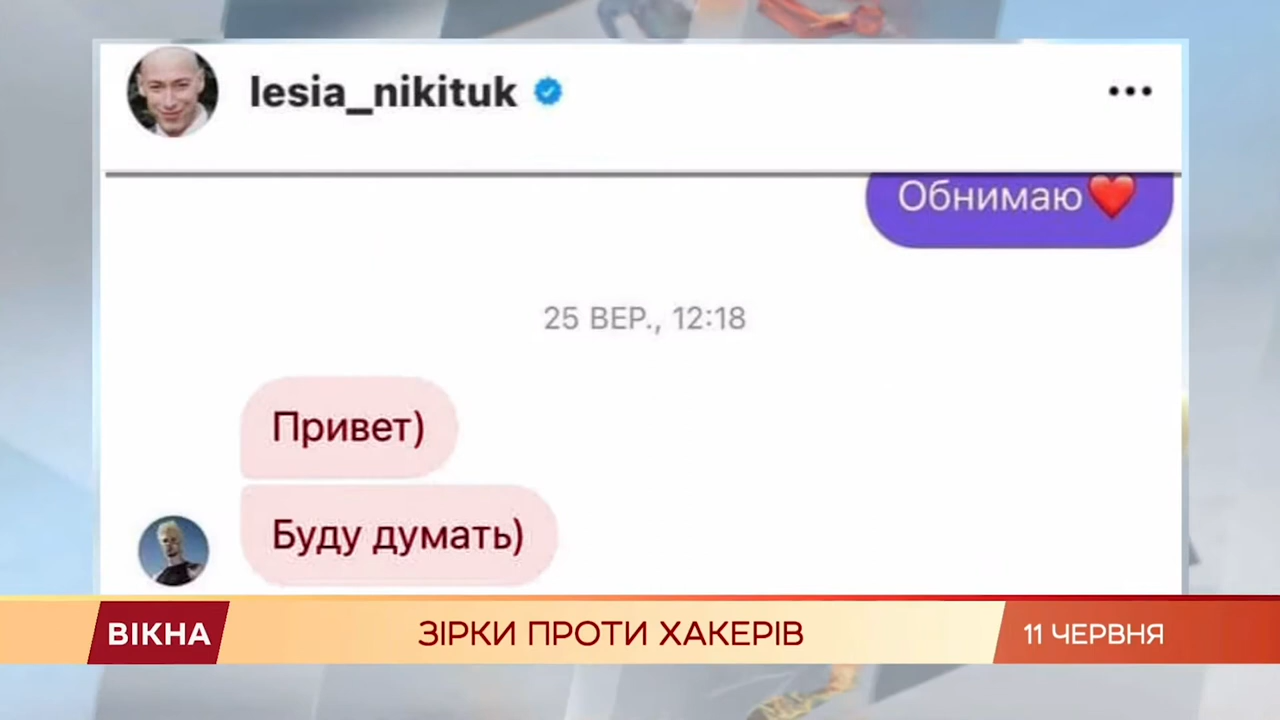 lesia_nikituk
Обнимаю❤️
25 ВЕР., 12:18
Привет)
Буду думать)
ВІКНА
ЗІРКИ ПРОТИ ХАКЕРІВ
11 ЧЕРВНЯ